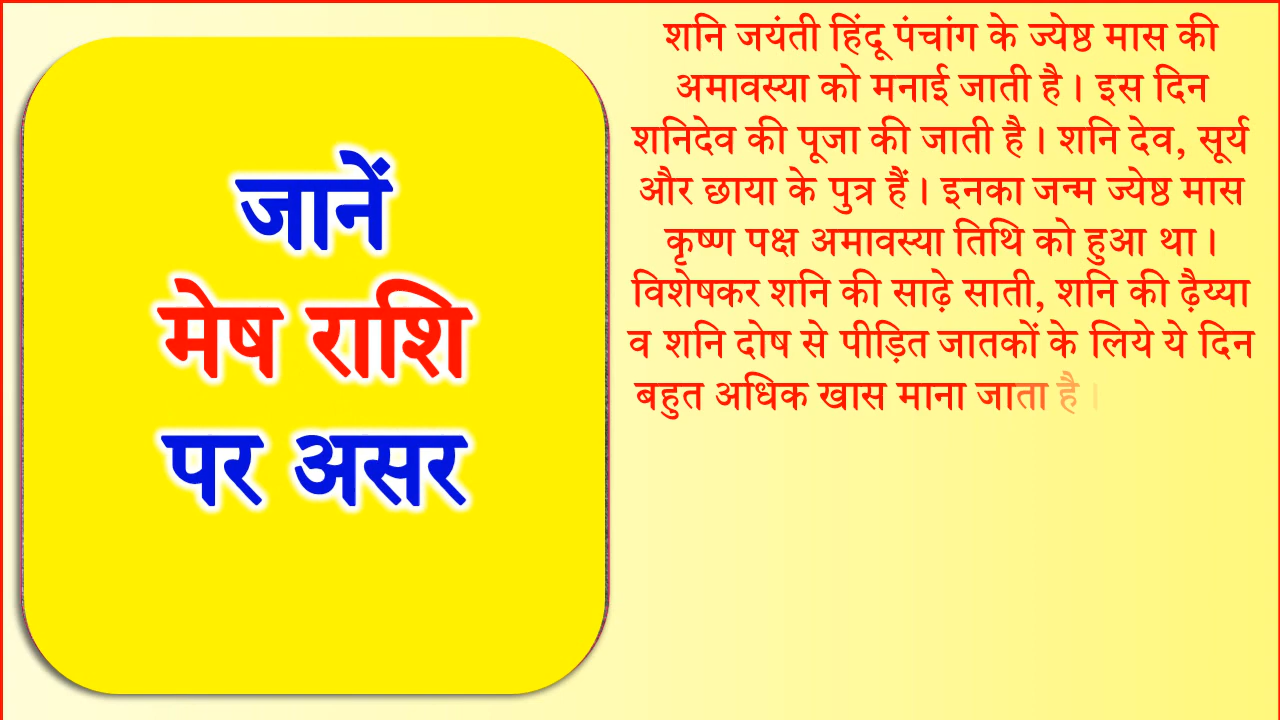 जानें
मेष राशि
पर असर
शनि जयंती हिंदू पंचांग के ज्येष्ठ मास की
अमावस्या को मनाई जाती है। इस दिन
शनिदेव की पूजा की जाती है। शनि देव, सूर्य
और छाया के पुत्र हैं। इनका जन्म ज्येष्ठ मास
कृष्ण पक्ष अमावस्या तिथि को हुआ था।
विशेषकर शनि की साढ़े साती, शनि की ढ़ैय्या
व शनि दोष से पीड़ित जातकों के लिये ये दिन
बहुत अधिक खास माना जाता है।